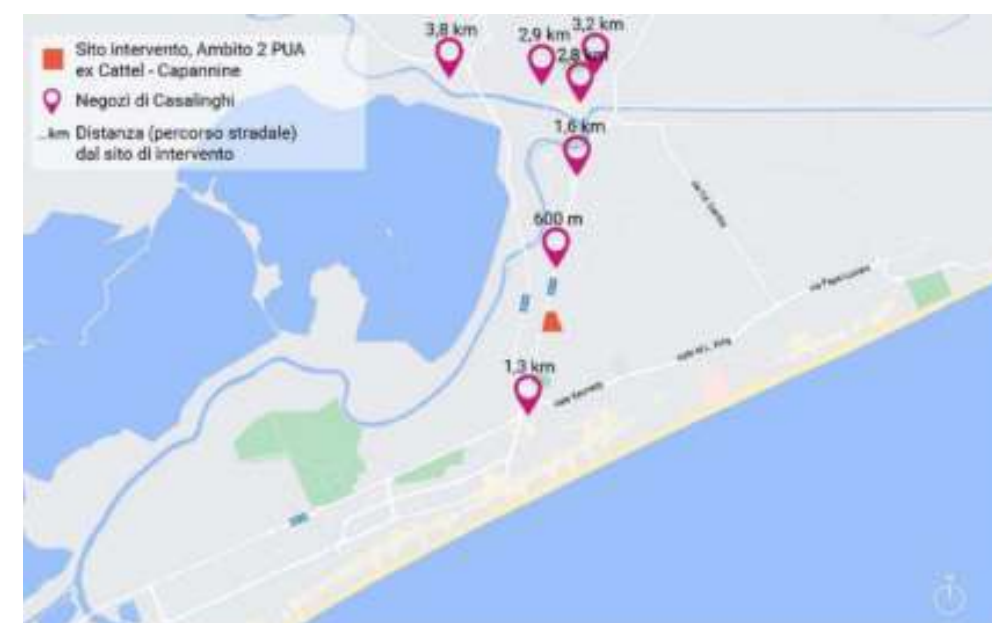 Sito intervento, Ambito 2 PUA
ex Cattel - Capannine
Negozi di Casalinghi
...km Distanza (percorso stradale)
dal sito di intervento
3,8 km
2,9 km
3,2 km
2,8 km
1,6 km
600 m
1,3 km